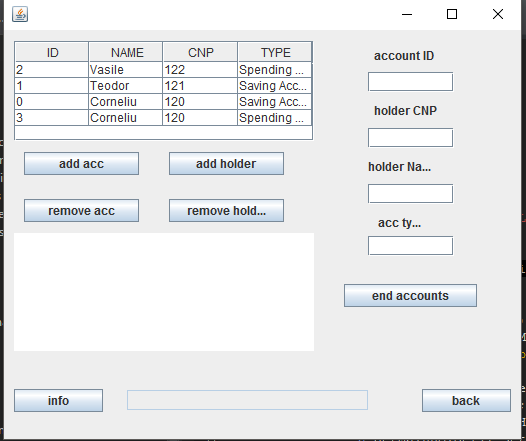 ID NAME CNP TYPE
2 Vasile 122 Spending ...
1 Teodor 121 Saving Acc...
0 Corneliu 120 Saving Acc...
3 Corneliu 120 Spending ...
account ID
holder CNP
holder Na...
acc ty...
add acc add holder
remove acc remove hold...
end accounts
info back